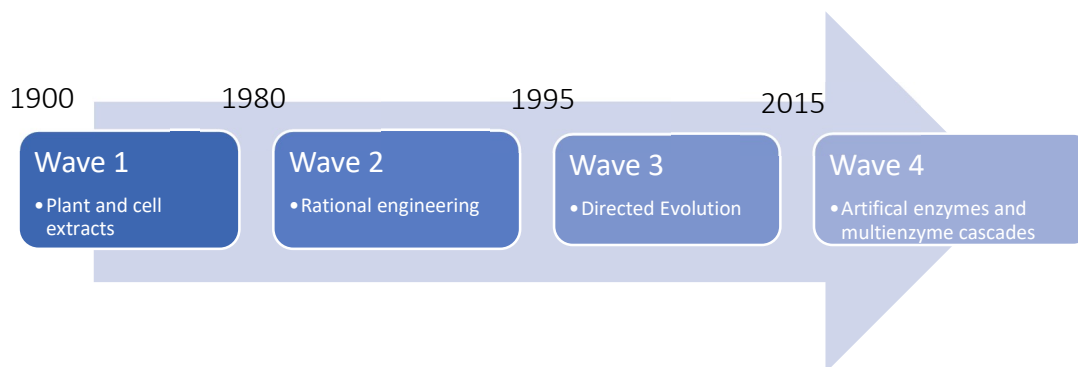 1900
1980
1995
2015
Wave 1
• Plant and cell
extracts
Wave 2
• Rational engineering
Wave 3
• Directed Evolution
Wave 4
• Artifical enzymes and
multienzyme cascades